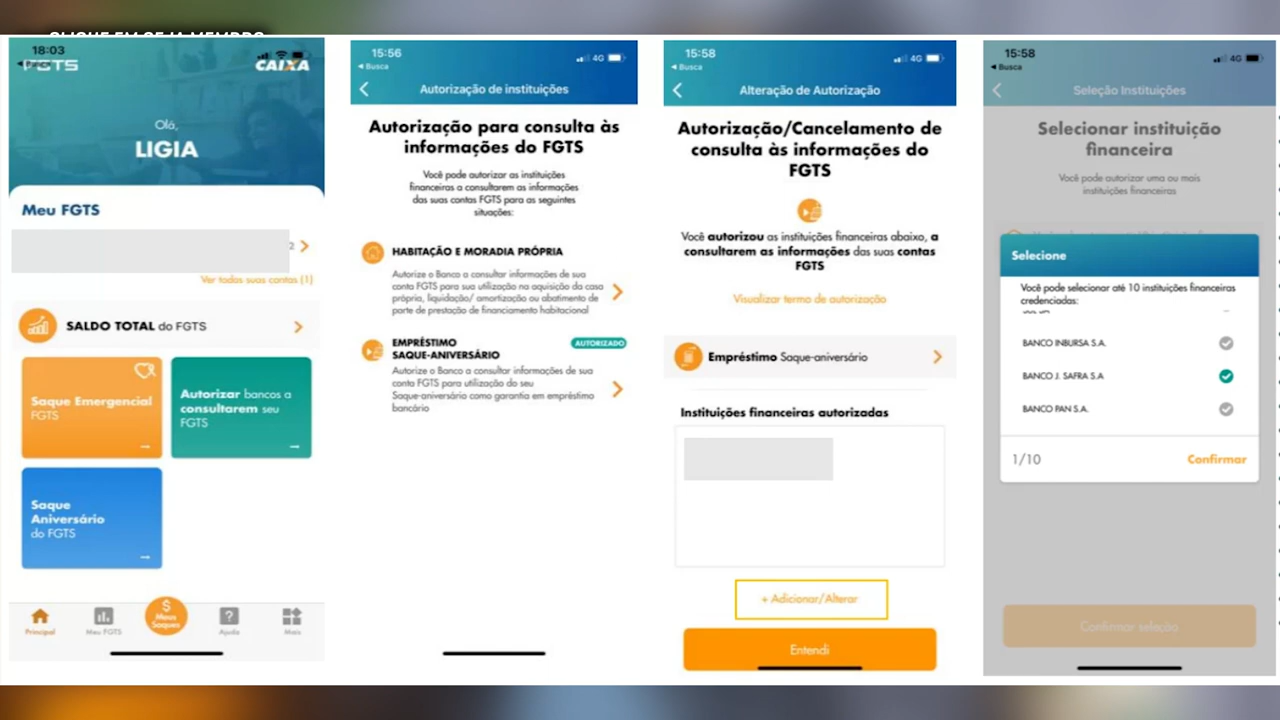 CLIQUE EM SEJA MEMBRO
18:03
FGTS
CAIXA
Olá,
LIGIA
Meu FGTS
2
Ver todas suas contas (1)
SALDO TOTAL do FGTS
Saque Emergencial
FGTS
Autorizar bancos a
consultarem seu
FGTS
Saque
Aniversário
do FGTS
Principal
Meu FGTS
$
Meus
Saques
?
Ajuda
Mais
15:56
4G
Busca
Autorização de instituições
Autorização para consulta às
informações do FGTS
Você pode autorizar as instituições
financeiras a consultarem as informações
das suas contas FGTS para as seguintes
situações:
HABITAÇÃO E MORADIA PRÓPRIA
Autorize o Banco a consultar informações de sua
conta FGTS para sua utilização na aquisição da casa
própria, liquidação/ amortização ou abatimento de
parte de prestação de financiamento habitacional
EMPRÉSTIMO
SAQUE-ANIVERSÁRIO
AUTORIZADO
Autorize o Banco a consultar informações de sua
conta FGTS para utilização do seu
Saque-aniversário como garantia em empréstimo
bancário
15:58
4G
Busca
Alteração de Autorização
Autorização/Cancelamento de
consulta às informações do
FGTS
Você autorizou as instituições financeiras abaixo, a
consultarem as informações das suas contas
FGTS
Visualizar termo de autorização
Empréstimo Saque-aniversário
Instituições financeiras autorizadas
+ Adicionar/Alterar
Entendi
15:58
4G
Busca
Seleção Instituições
Selecionar instituição
financeira
Você pode autorizar uma ou mais
instituições financeiras
Selecione
Você pode selecionar até 10 instituições financeiras
credenciadas:
BANCO INBURSA S.A.
BANCO J. SAFRA S.A
BANCO PAN S.A.
1/10
Confirmar
Confirmar seleção